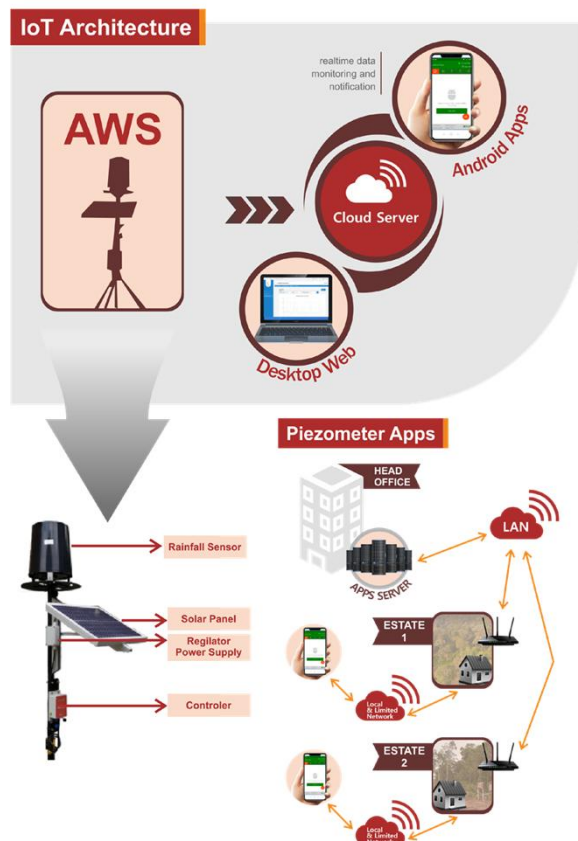 IoT Architecture
realtime data
monitoring and
notification
AWS
Android Apps
Cloud Server
Desktop Web
Piezometer Apps
HEAD
OFFICE
LAN
APPS SERVER
Rainfall Sensor
Solar Panel
Regilator
Power Supply
Controler
ESTATE
1
Local
& Limited
Network
ESTATE
2
Local
& Limited
Network